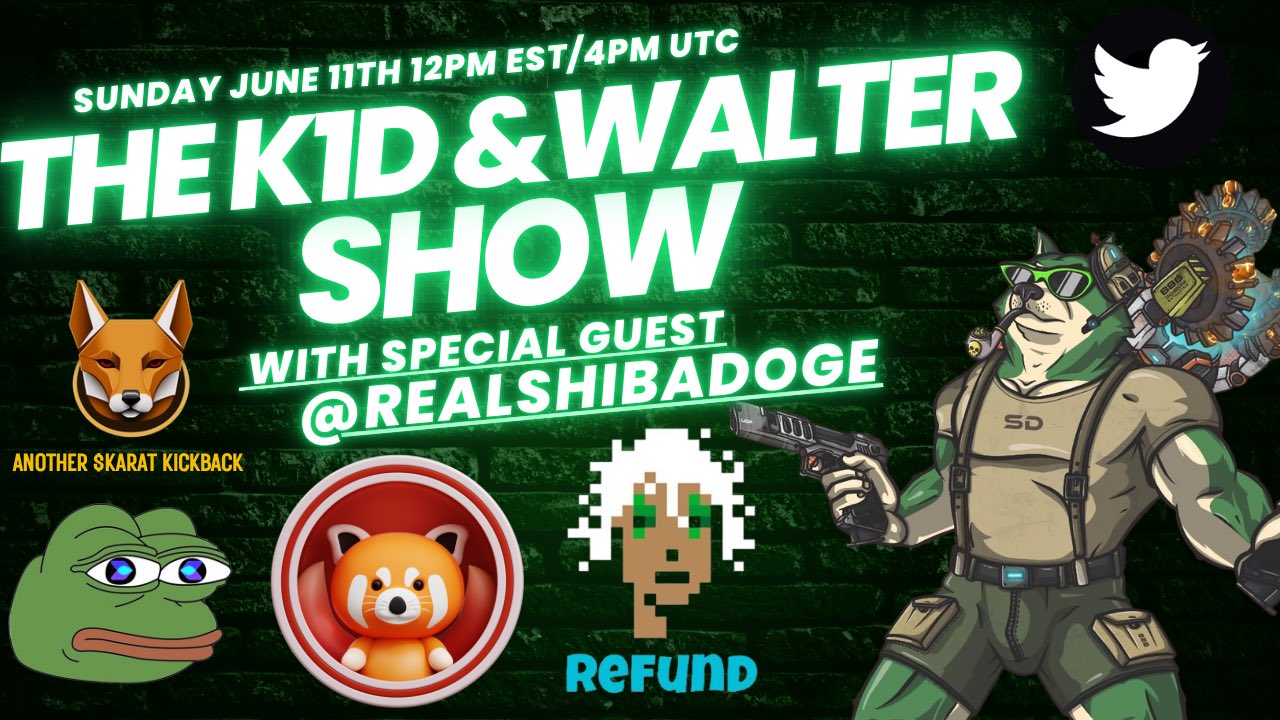 SUNDAY JUNE 11TH 12PM EST/4PM UTC
THE K1D & WALTER
SHOW
WITH SPECIAL GUEST
@REALSHIBADOGE
ANOTHER $KARAT KICKBACK
SD
ReFUND